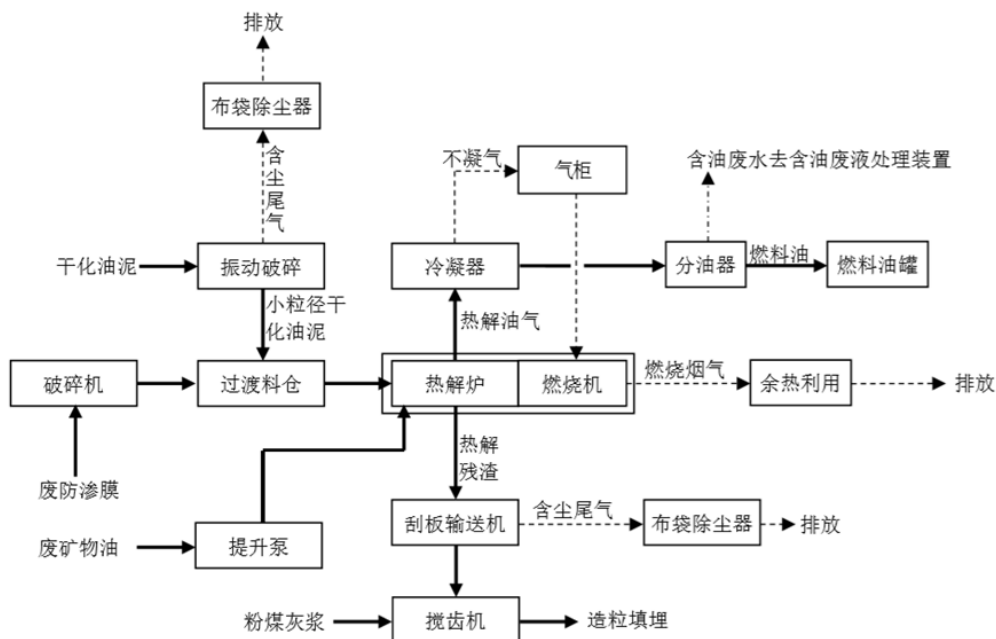 排放
布袋除尘器
含尘尾气
不凝气
气柜
含油废水去含油废液处理装置
干化油泥
振动破碎
冷凝器
分油器
燃料油
燃料油罐
小粒径干
化油泥
热解油气
破碎机
过渡料仓
热解炉
燃烧机
燃烧烟气
余热利用
排放
热解
残渣
废防渗膜
刮板输送机
含尘尾气
布袋除尘器
排放
废矿物油
提升泵
粉煤灰浆
搅齿机
造粒填埋